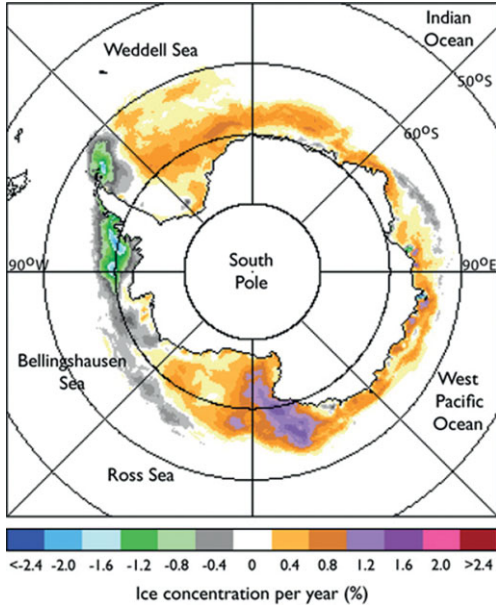 Indian
Ocean
Weddell Sea
50°S
60°S
South
Pole
90°W
90°E
Bellingshausen
Sea
West
Pacific
Ocean
Ross Sea
<-2.4 -2.0 -1.6 -1.2 -0.8 -0.4 0 0.4 0.8 1.2 1.6 2.0 >2.4
Ice concentration per year (%)